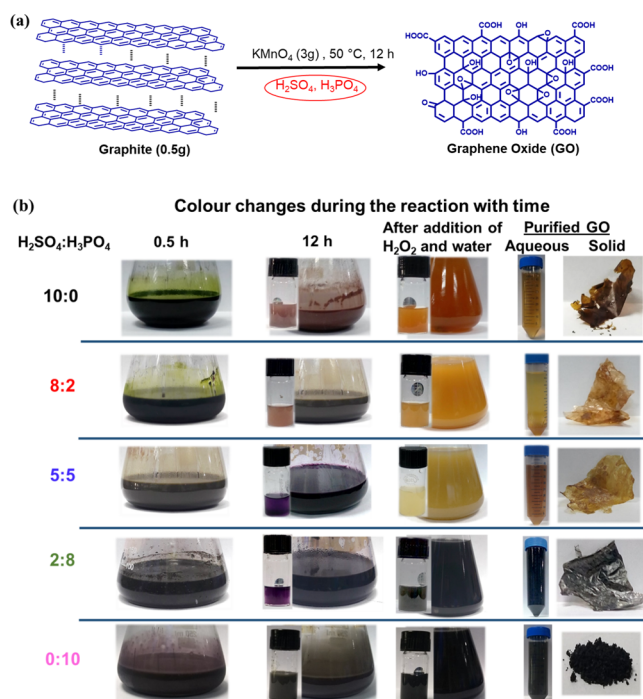 (a)
KMnO₄ (3g) , 50 °C, 12 h
H₂SO₄, H₃PO₄
Graphite (0.5g)
COOH
OH
COOH
HOOC
O
O
OH
OH
O
COOH
HO
O
O
OH
O
COOH
O
OH
COOH
OH
COOH
COOH
Graphene Oxide (GO)
(b)
Colour changes during the reaction with time
H₂SO₄:H₃PO₄
0.5 h
12 h
After addition of
H₂O₂ and water
Purified GO
Aqueous Solid
10:0
8:2
5:5
2:8
0:10